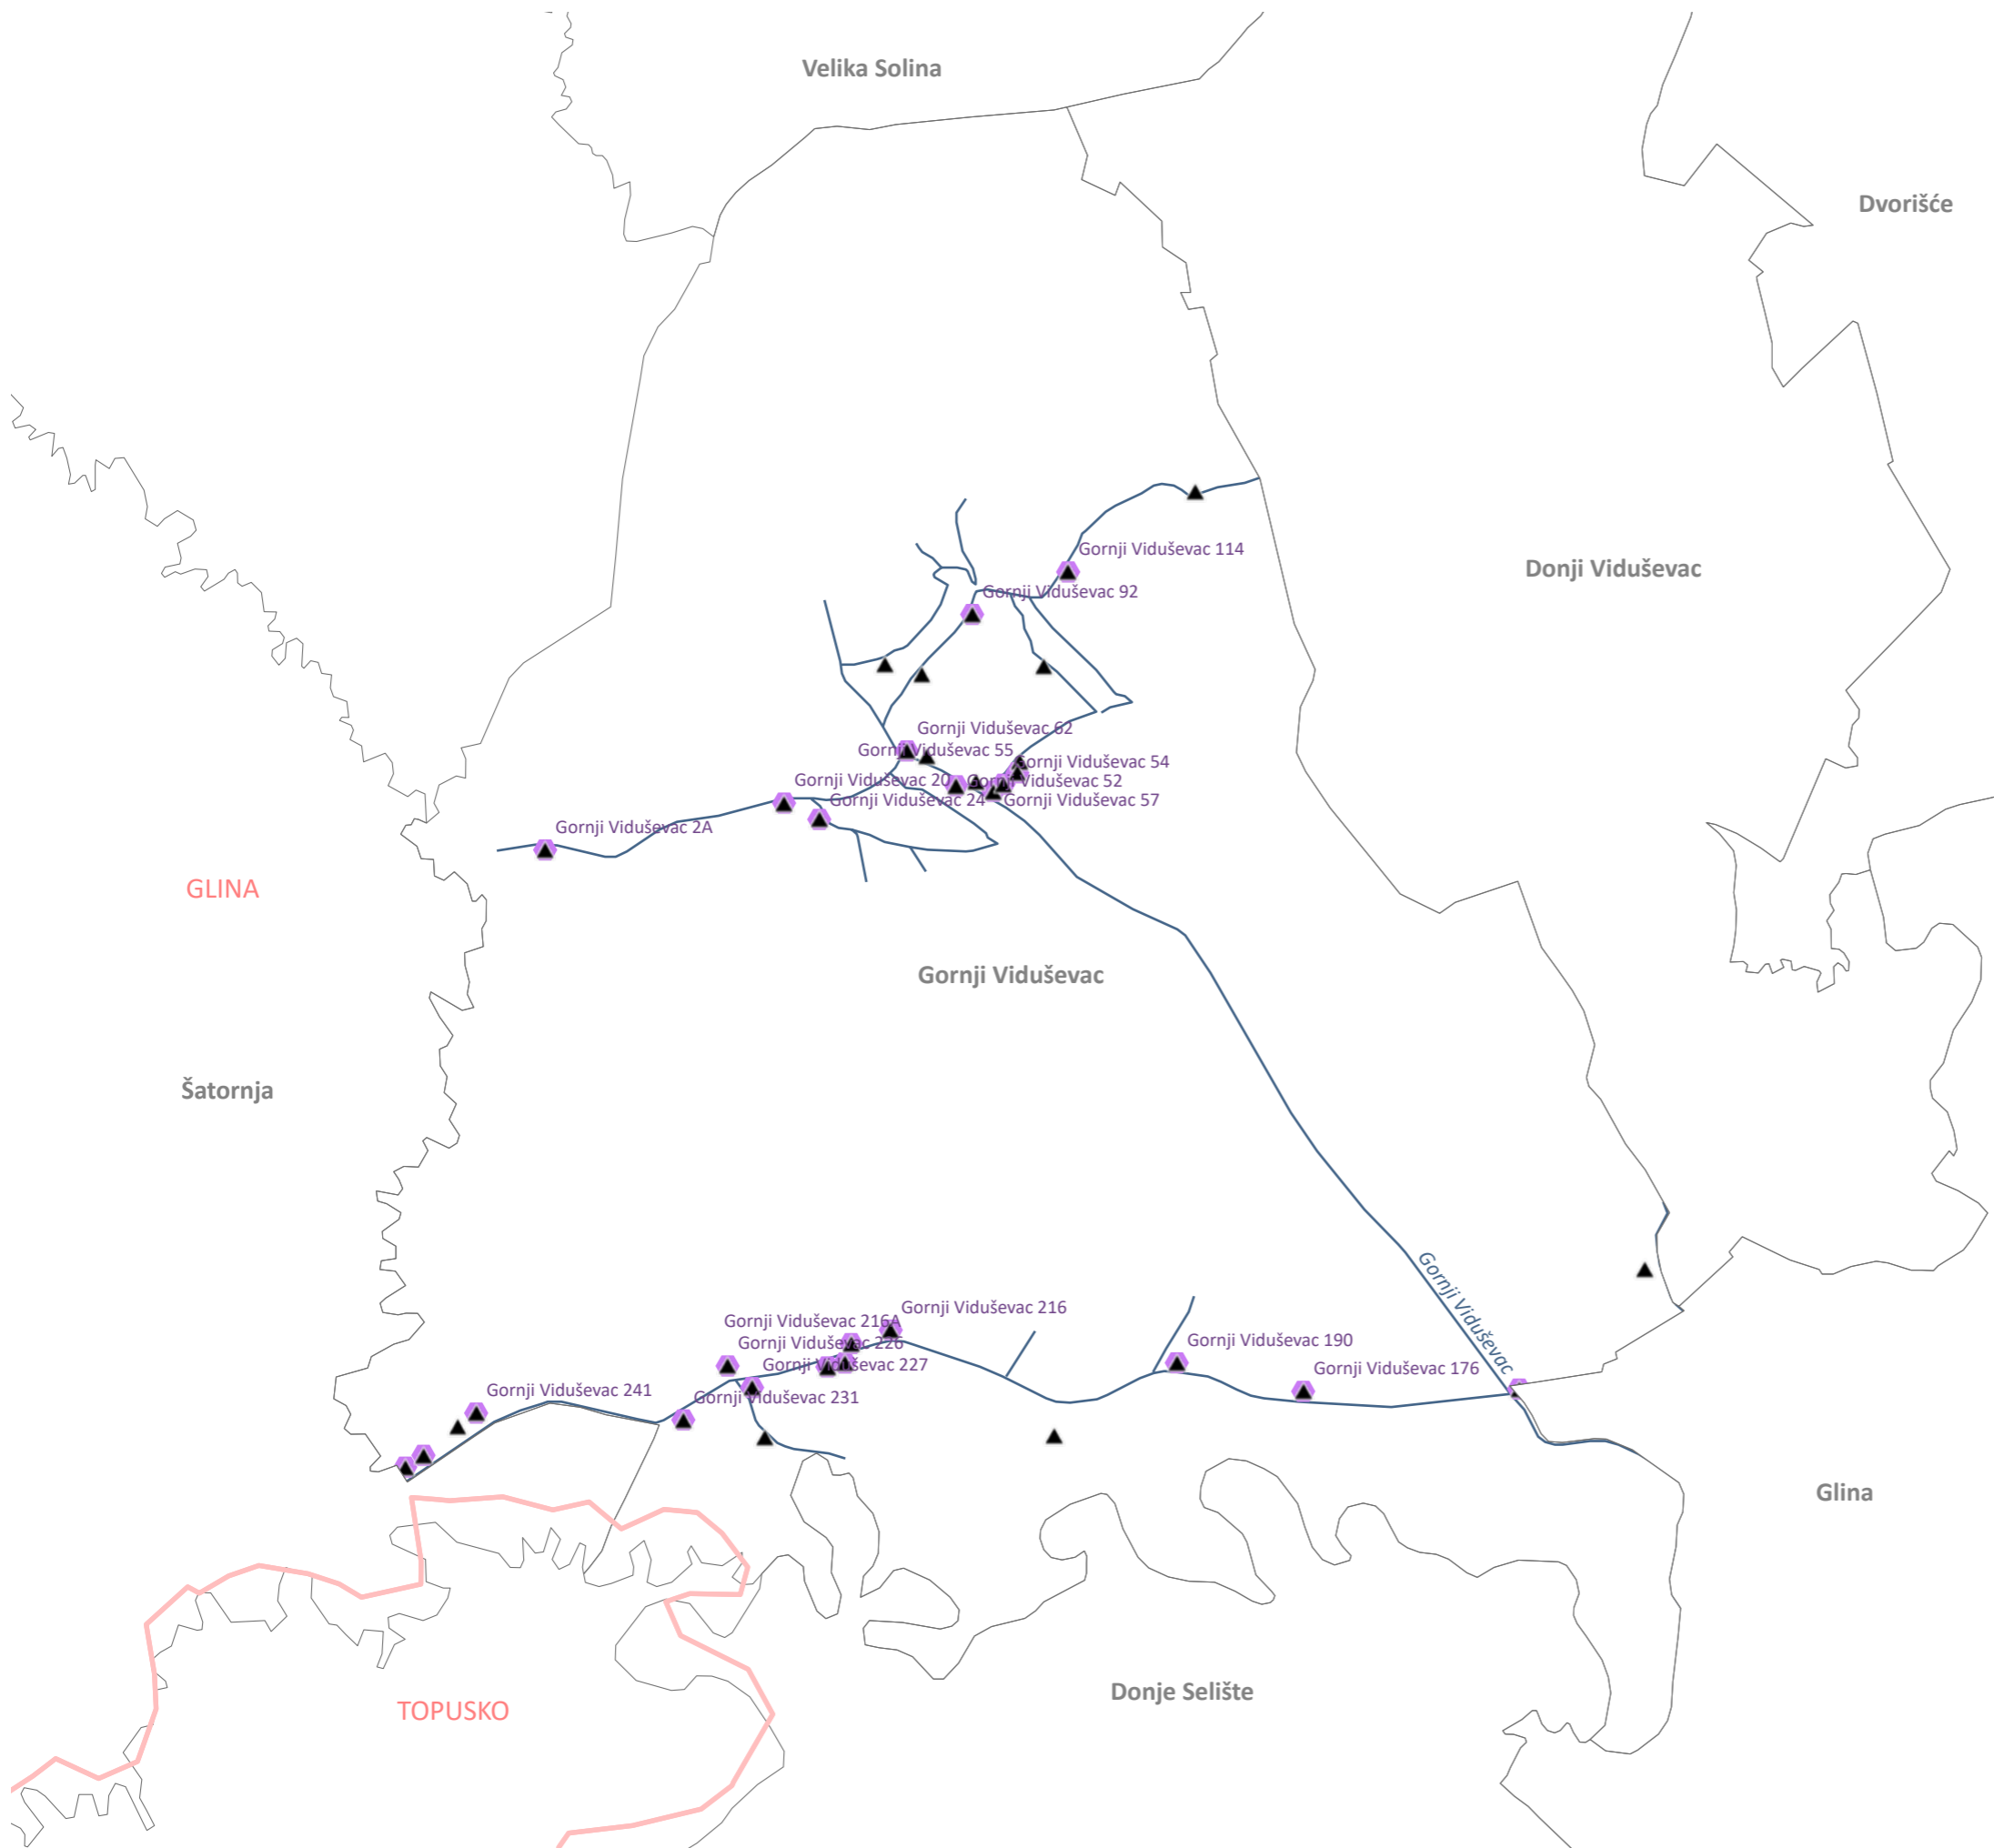 Velika Solina
Dvorišće
Gornji Viduševac 114
Donji Viduševac
Gornji Viduševac 92
Gornji Viduševac 62
Gornji Viduševac 55
Gornji Viduševac 54
Gornji Viduševac 20
Gornji Viduševac 52
Gornji Viduševac 24
Gornji Viduševac 57
Gornji Viduševac 2A
GLINA
Gornji Viduševac
Šatornja
Gornji Viduševac
Gornji Viduševac 216
Gornji Viduševac 216A
Gornji Viduševac 226
Gornji Viduševac 190
Gornji Viduševac 227
Gornji Viduševac 176
Gornji Viduševac 241
Gornji Viduševac 231
Glina
Donje Selište
TOPUSKO